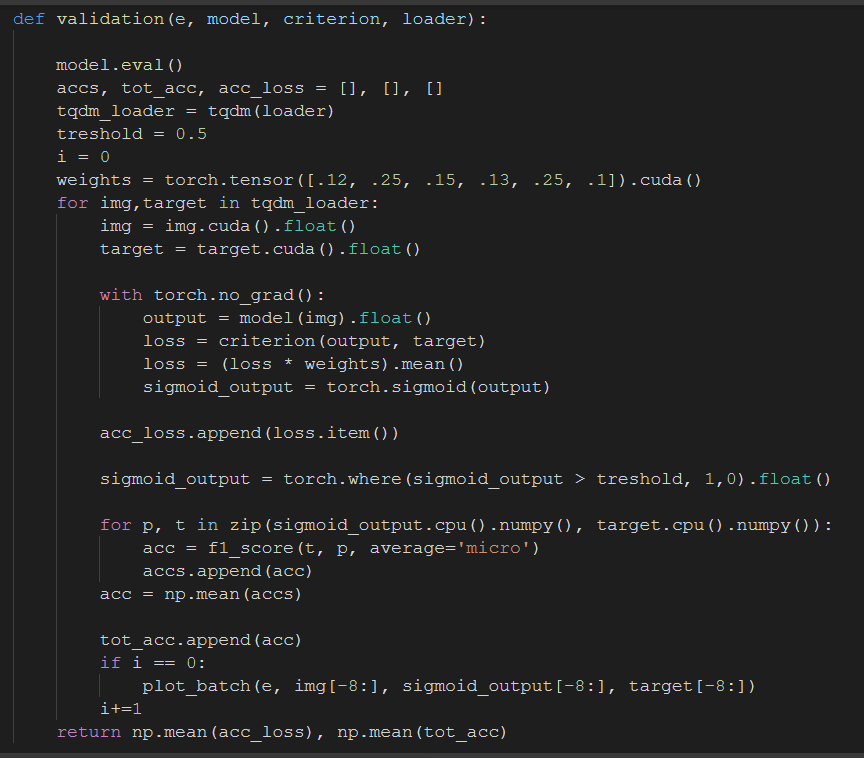 def validation(e, model, criterion, loader):
model.eval()
accs, tot_acc, acc_loss = [], [], []
tqdm_loader = tqdm(loader)
treshold = 0.5
i = 0
weights = torch.tensor([.12, .25, .15, .13, .25, .1]).cuda()
for img,target in tqdm_loader:
img = img.cuda().float()
target = target.cuda().float()
with torch.no_grad():
output = model(img).float()
loss = criterion(output, target)
loss = (loss * weights).mean()
sigmoid_output = torch.sigmoid(output)
acc_loss.append(loss.item())
sigmoid_output = torch.where(sigmoid_output > treshold, 1,0).float()
for p, t in zip(sigmoid_output.cpu().numpy(), target.cpu().numpy()):
acc = f1_score(t, p, average='micro')
accs.append(acc)
acc = np.mean(accs)
tot_acc.append(acc)
if i == 0:
plot_batch(e, img[-8:], sigmoid_output[-8:], target[-8:])
i+=1
return np.mean(acc_loss), np.mean(tot_acc)